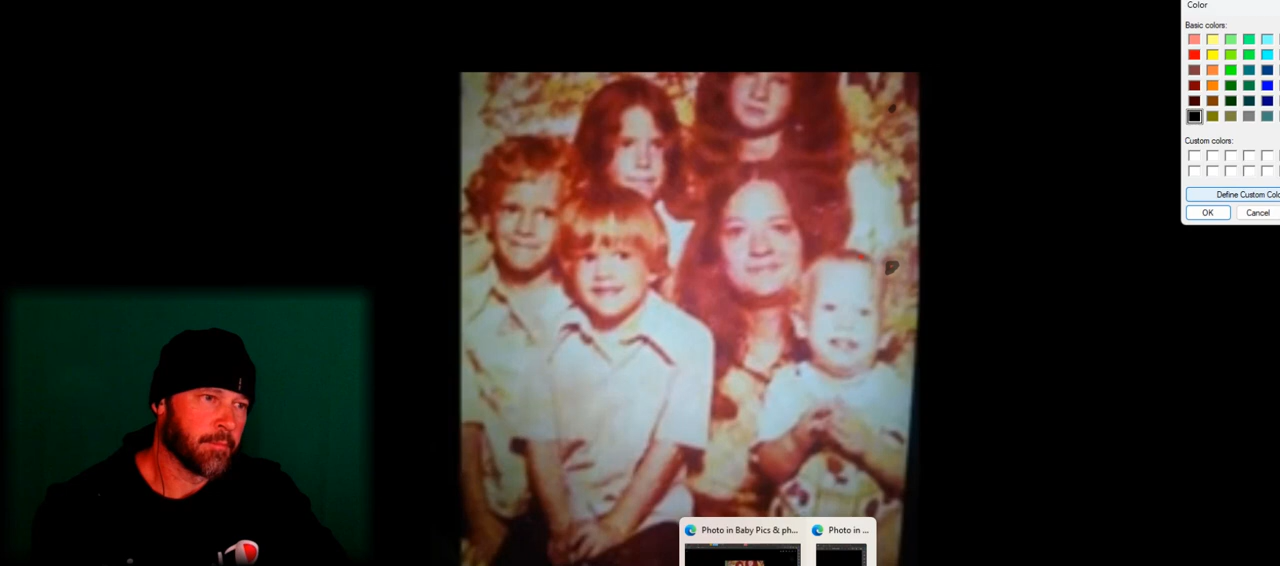 Color
Basic colors:
Custom colors:
Define Custom Colo
OK
Cancel
Photo in Baby Pics & ph...
Photo in ...